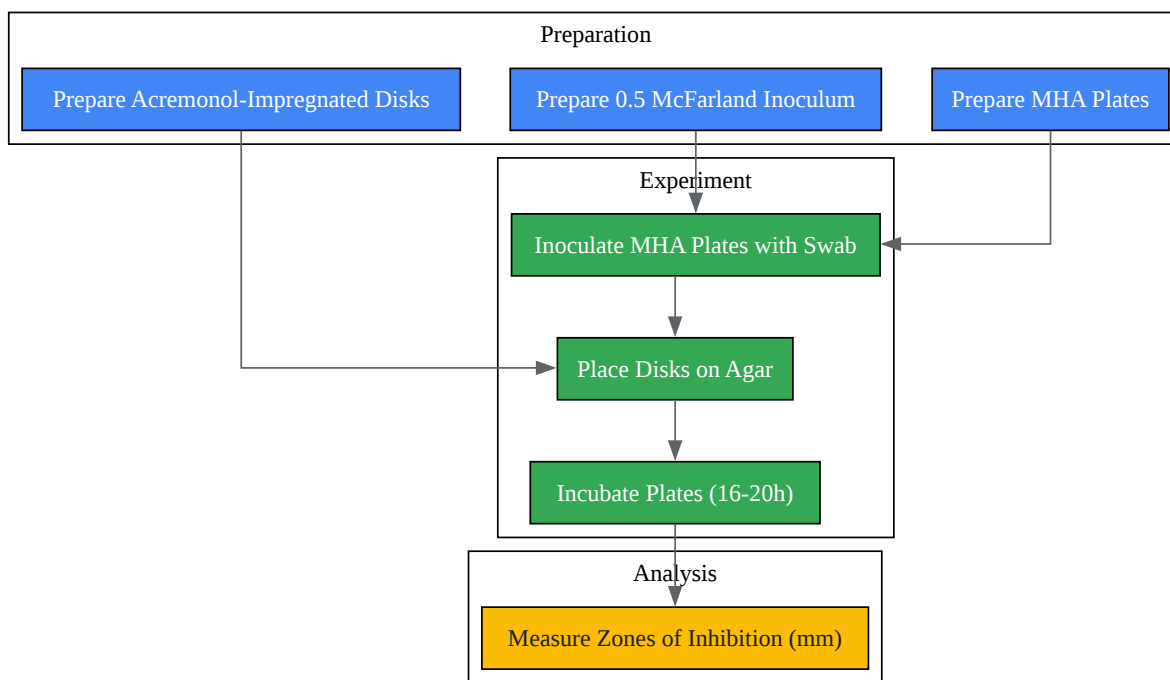 Preparation
Prepare Acremonol-Impregnated Disks
Prepare 0.5 McFarland Inoculum
Prepare MHA Plates
Experiment
Inoculate MHA Plates with Swab
Place Disks on Agar
Incubate Plates (16-20h)
Analysis
Measure Zones of Inhibition (mm)